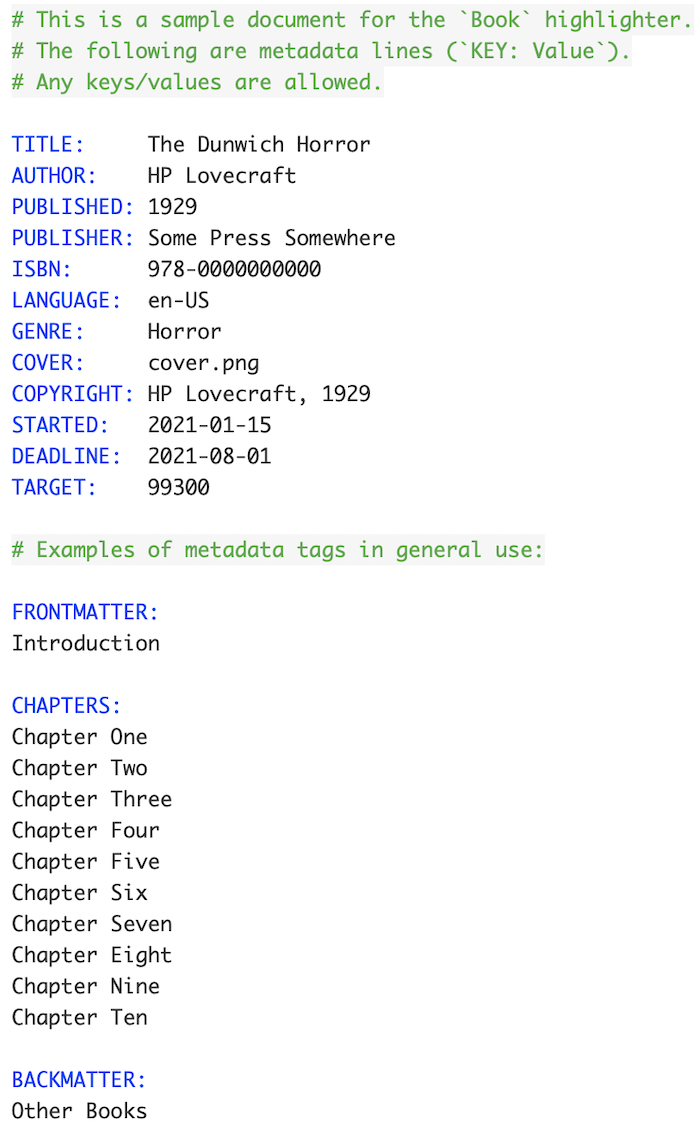 # This is a sample document for the `Book` highlighter.
# The following are metadata lines (`KEY: Value`).
# Any keys/values are allowed.
TITLE: The Dunwich Horror
AUTHOR: HP Lovecraft
PUBLISHED: 1929
PUBLISHER: Some Press Somewhere
ISBN: 978-0000000000
LANGUAGE: en-US
GENRE: Horror
COVER: cover.png
COPYRIGHT: HP Lovecraft, 1929
STARTED: 2021-01-15
DEADLINE: 2021-08-01
TARGET: 99300
# Examples of metadata tags in general use:
FRONTMATTER:
Introduction
CHAPTERS:
Chapter One
Chapter Two
Chapter Three
Chapter Four
Chapter Five
Chapter Six
Chapter Seven
Chapter Eight
Chapter Nine
Chapter Ten
BACKMATTER:
Other Books